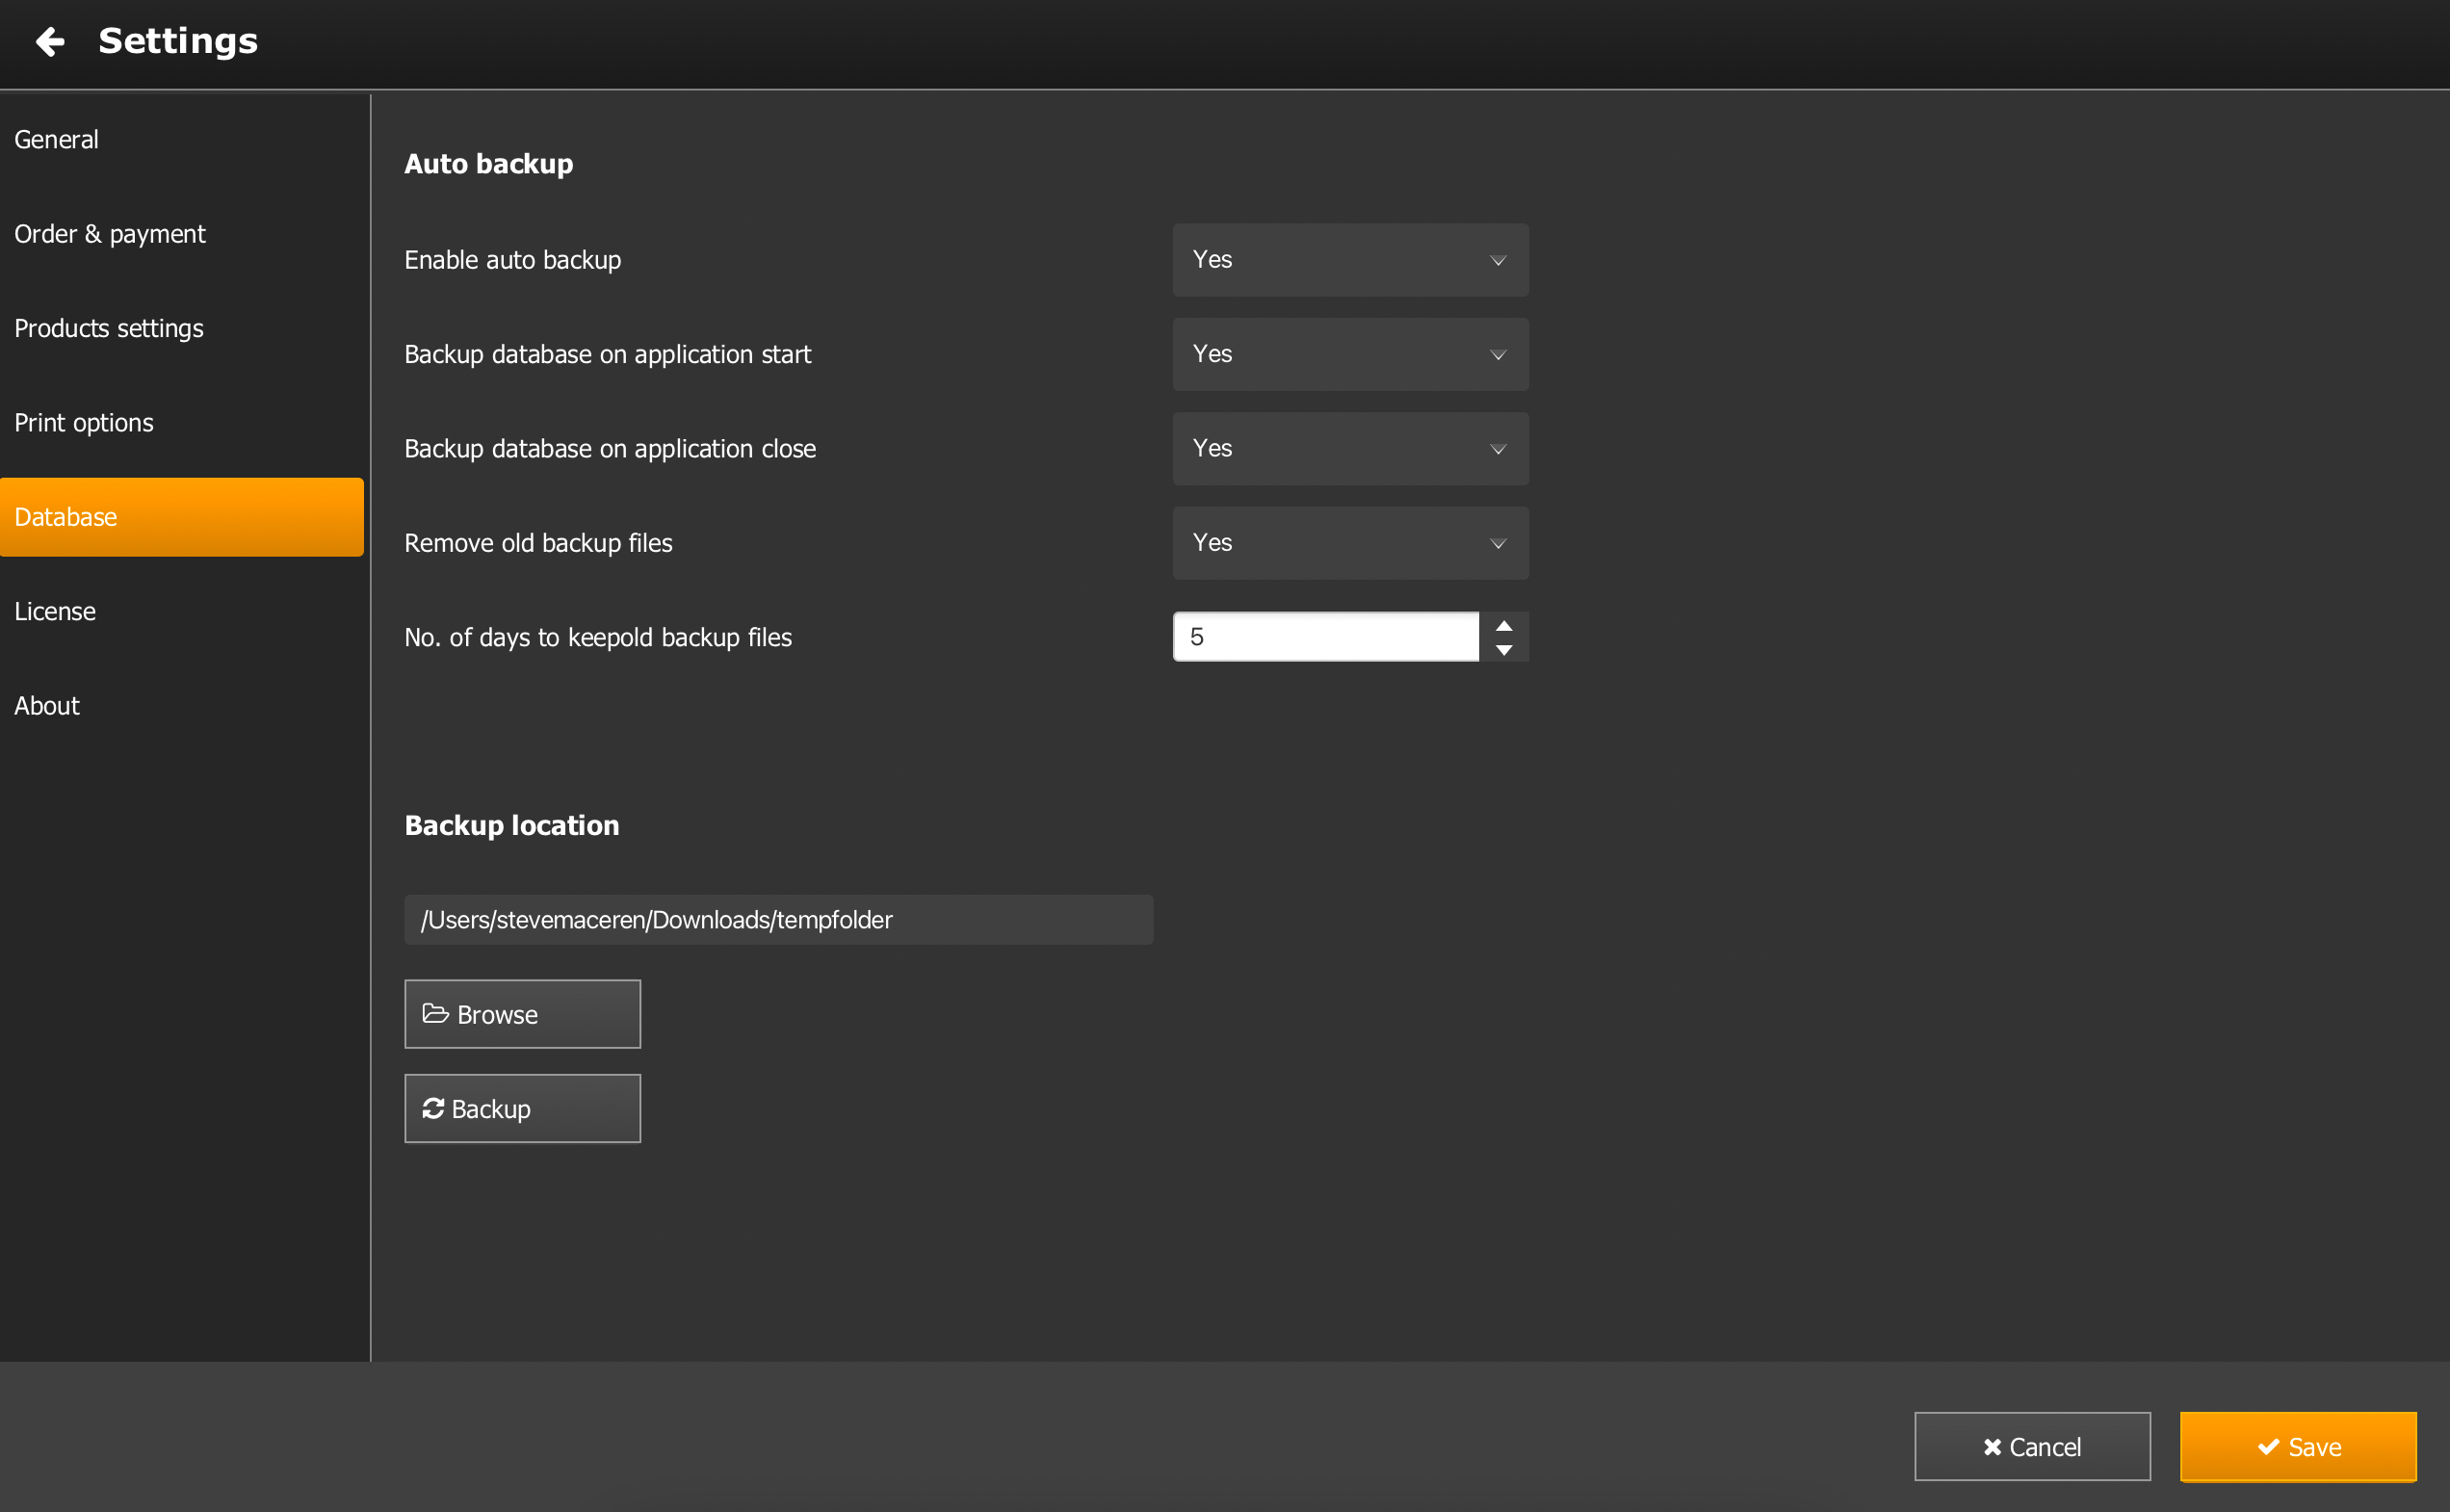 Settings
General
Order & payment
Products settings
Print options
Database
License
About
Auto backup
Enable auto backup Yes
Backup database on application start Yes
Backup database on application close Yes
Remove old backup files Yes
No. of days to keepold backup files 5
Backup location
/Users/stevemaceren/Downloads/tempfolder
Browse
Backup
Cancel Save